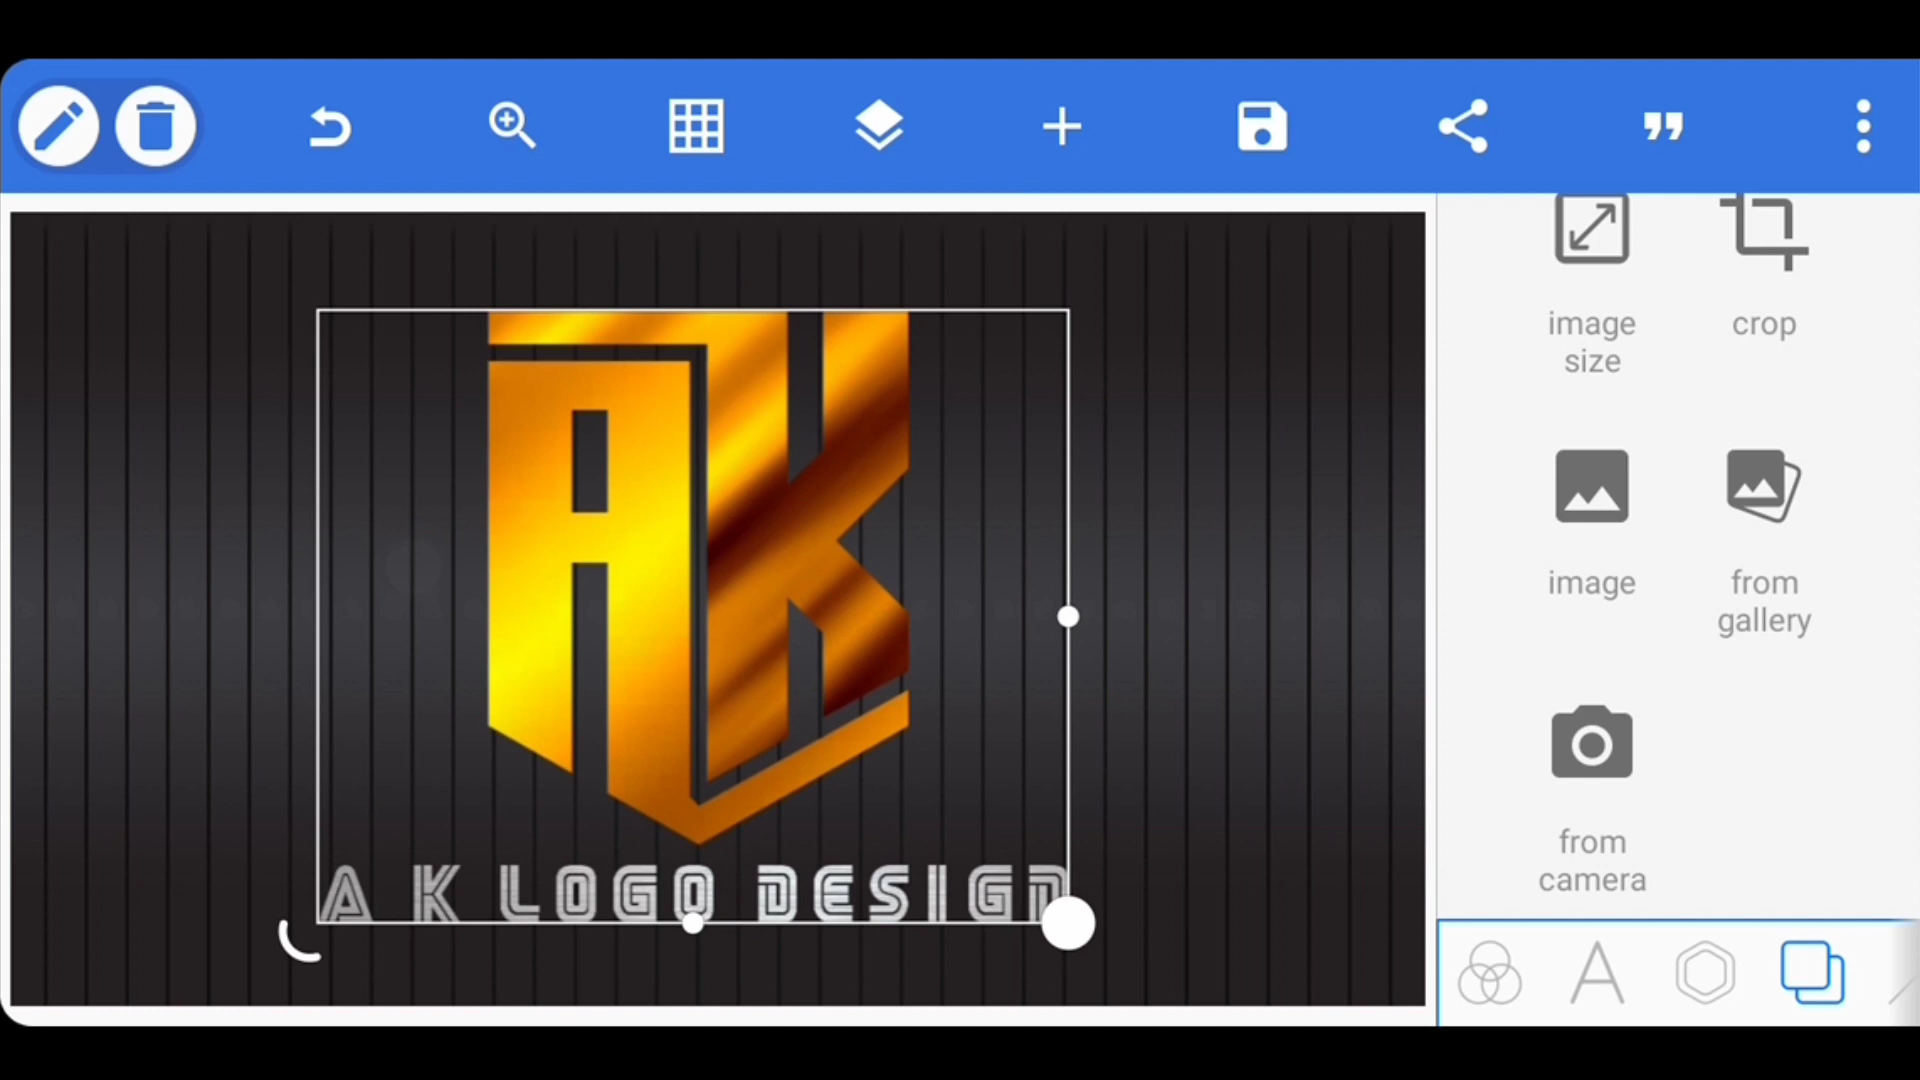 image size
crop
AK
image
from gallery
from camera
A K LOGO DESIGN